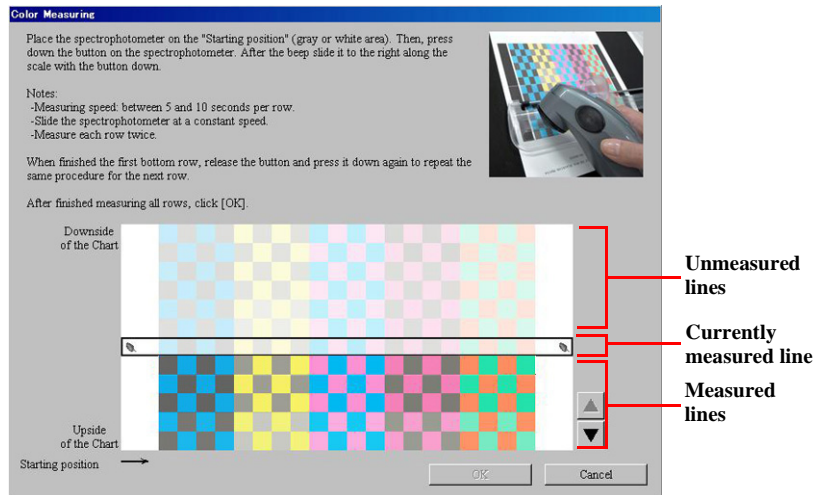 Color Measuring
Place the spectrophotometer on the "Starting position" (gray or white area). Then, press
down the button on the spectrophotometer. After the beep slide it to the right along the
scale with the button down.
Notes:
-Measuring speed: between 5 and 10 seconds per row.
-Slide the spectrophotometer at a constant speed.
-Measure each row twice.
When finished the first bottom row, release the button and press it down again to repeat the
same procedure for the next row.
After finished measuring all rows, click [OK].
Downside
of the Chart
Unmeasured
lines
Currently
measured line
Measured
lines
Upside
of the Chart
Starting position
OK
Cancel